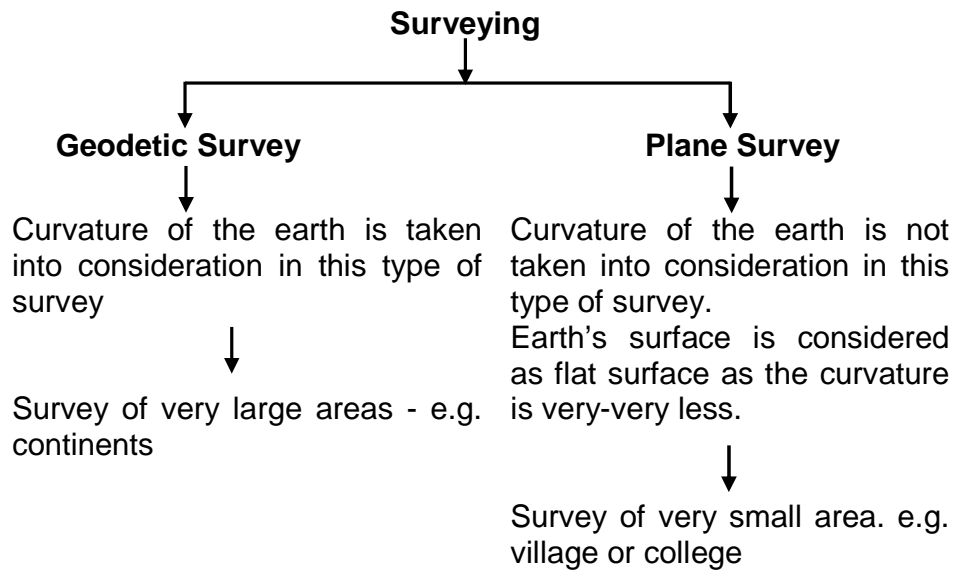 Surveying
Geodetic Survey
Curvature of the earth is taken
into consideration in this type of
survey
Survey of very large areas - e.g.
continents
Plane Survey
Curvature of the earth is not
taken into consideration in this
type of survey.
Earth's surface is considered
as flat surface as the curvature
is very-very less.
Survey of very small area. e.g.
village or college